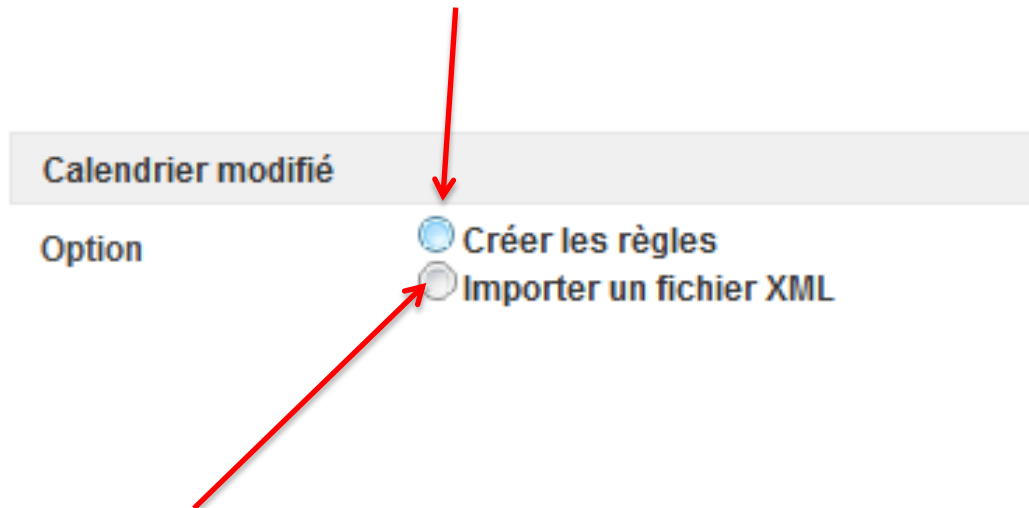 Calendrier modifié
Option
Créer les règles
Importer un fichier XML